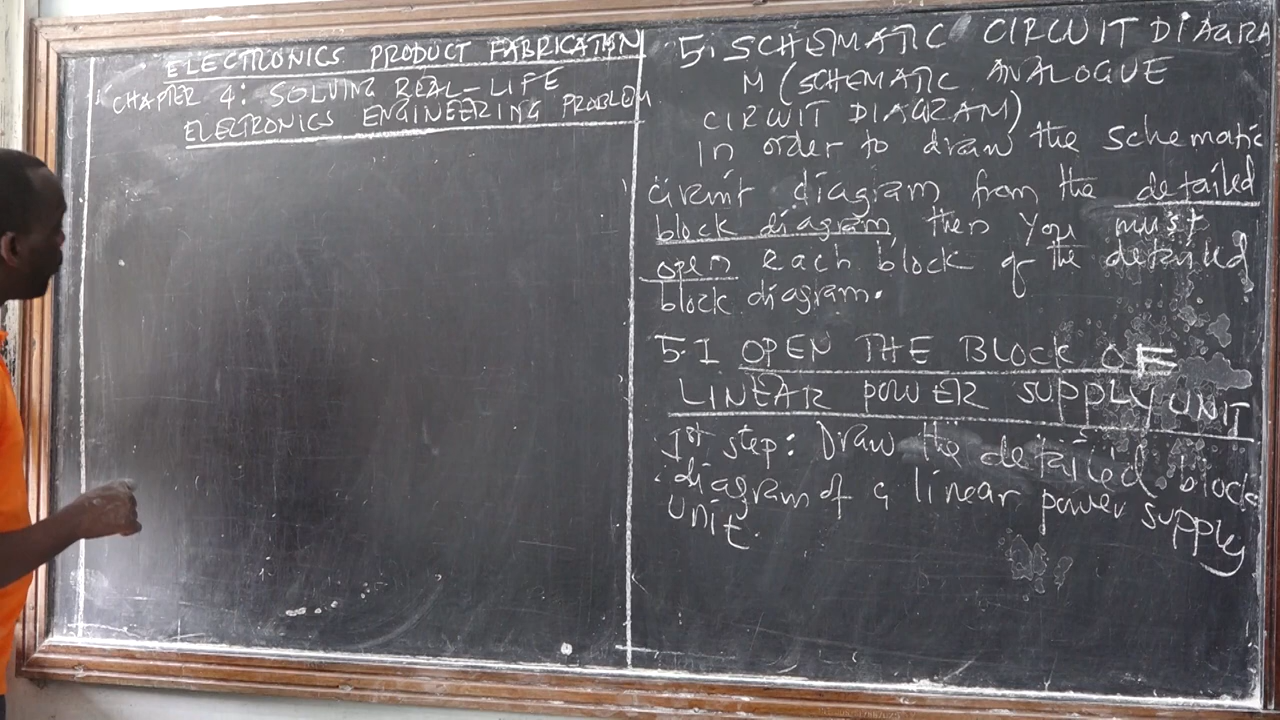 ELECTRONICS PRODUCT FABRICATION
CHAPTER 4: SOLVING REAL-LIFE
ELECTRONICS ENGINEERING PROBLEM
5. SCHEMATIC CIRCUIT DIAGRA
M (SCHEMATIC ANALOGUE
CIRCUIT DIAGRAM)
In order to draw the schematic
circuit diagram from the detailed
block diagram then you must
open each block of the detailed
block diagram.
5.1 OPEN THE BLOCK OF
LINEAR POWER SUPPLY UNIT
1st step: Draw the detailed block
diagram of a linear power supply
unit.